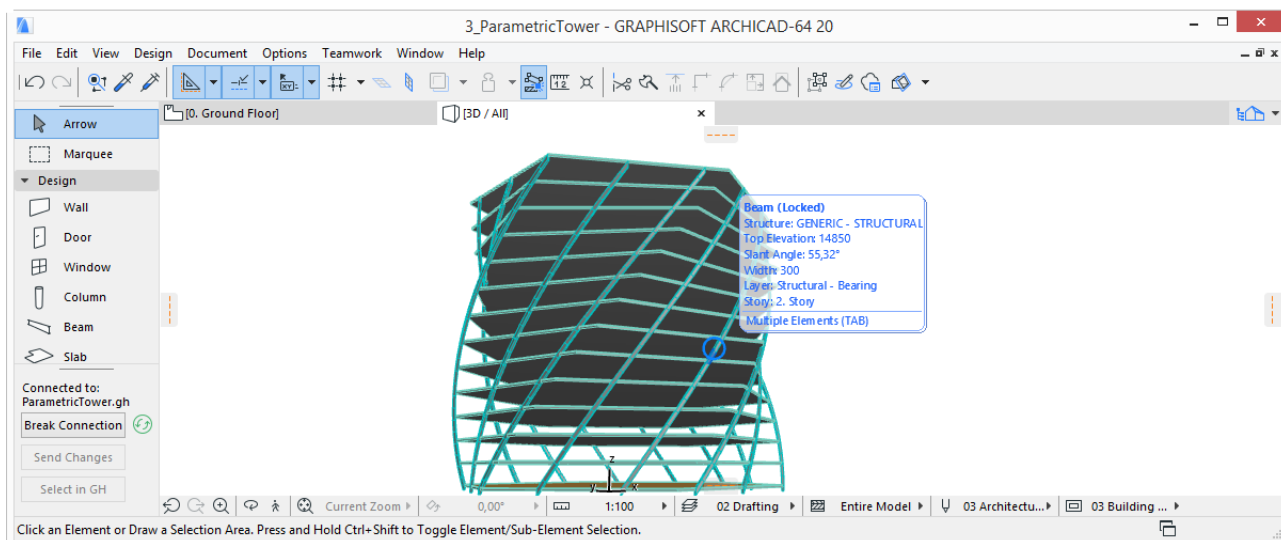 3_ParametricTower - GRAPHISOFT ARCHICAD-64 20
File Edit View Design Document Options Teamwork Window Help
[0. Ground Floor] [3D / All]
Arrow
Marquee
Design
Wall
Door
Window
Column
Beam
Slab
Beam (Locked)
Structure: GENERIC - STRUCTURAL
Top Elevation: 14850
Slant Angle: 55,32°
Width: 300
Layer: Structural - Bearing
Story: 2. Story
Multiple Elements (TAB)
Connected to:
ParametricTower.gh
Break Connection
Send Changes
Select in GH
z
y x
Current Zoom 0,00° 1:100 02 Drafting Entire Model 03 Architectu... 03 Building ...
Click an Element or Draw a Selection Area. Press and Hold Ctrl+Shift to Toggle Element/Sub-Element Selection.